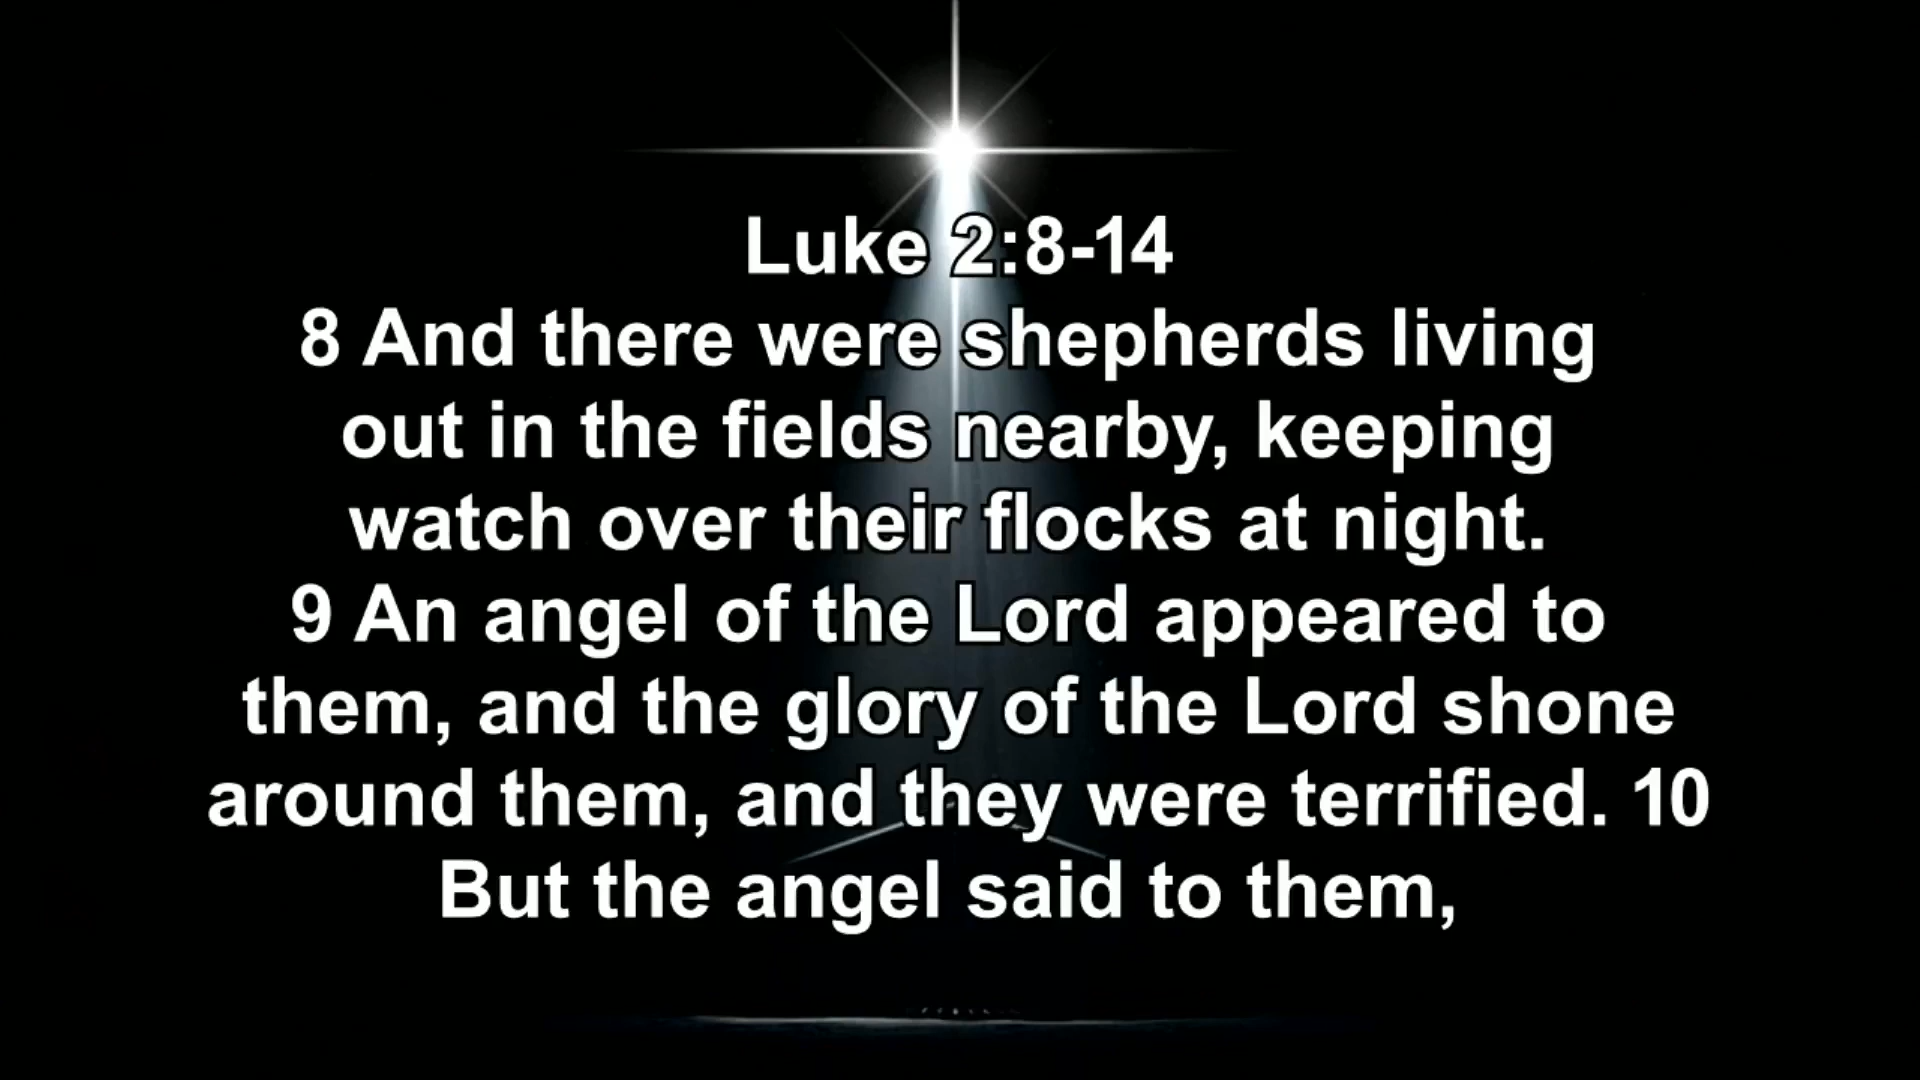 Luke 2:8-14
8 And there were shepherds living
out in the fields nearby, keeping
watch over their flocks at night.
9 An angel of the Lord appeared to
them, and the glory of the Lord shone
around them, and they were terrified. 10
But the angel said to them,